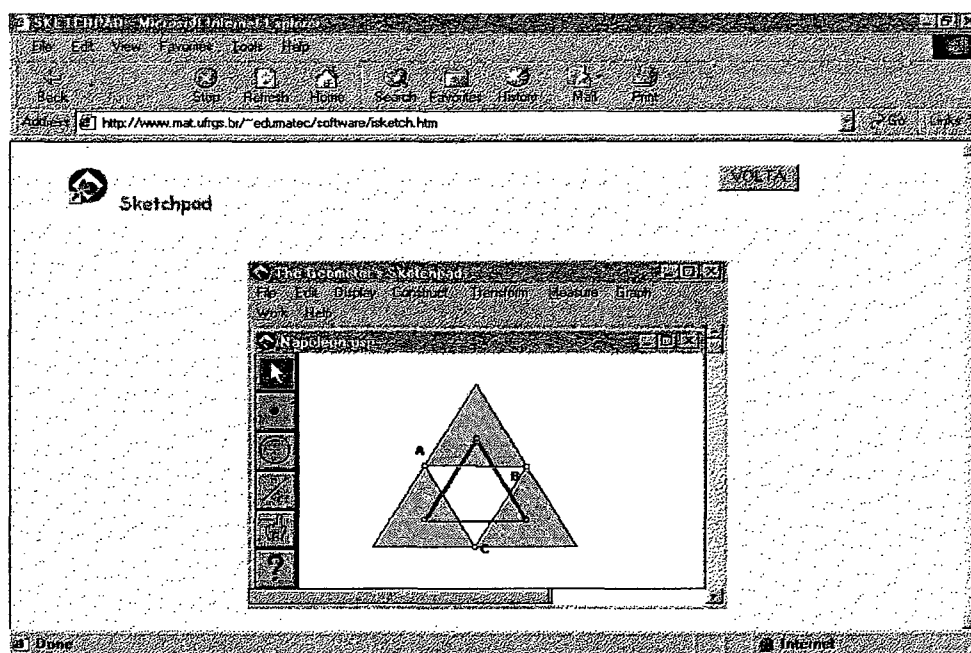 SKETCHPAD - Microsoft Internet Explorer
File Edit View Favorites Tools Help
Back Stop Refresh Home Search Favorites History Mail Print
Address http://www.mat.ufrgs.br/~edumatec/software/isketch.htm Go Links
VOLTA
Sketchpad
The Geometer's Sketchpad
File Edit Display Construct Transform Measure Graph
Work Help
Napoleon.gsp
A
B
C
?
Done Internet